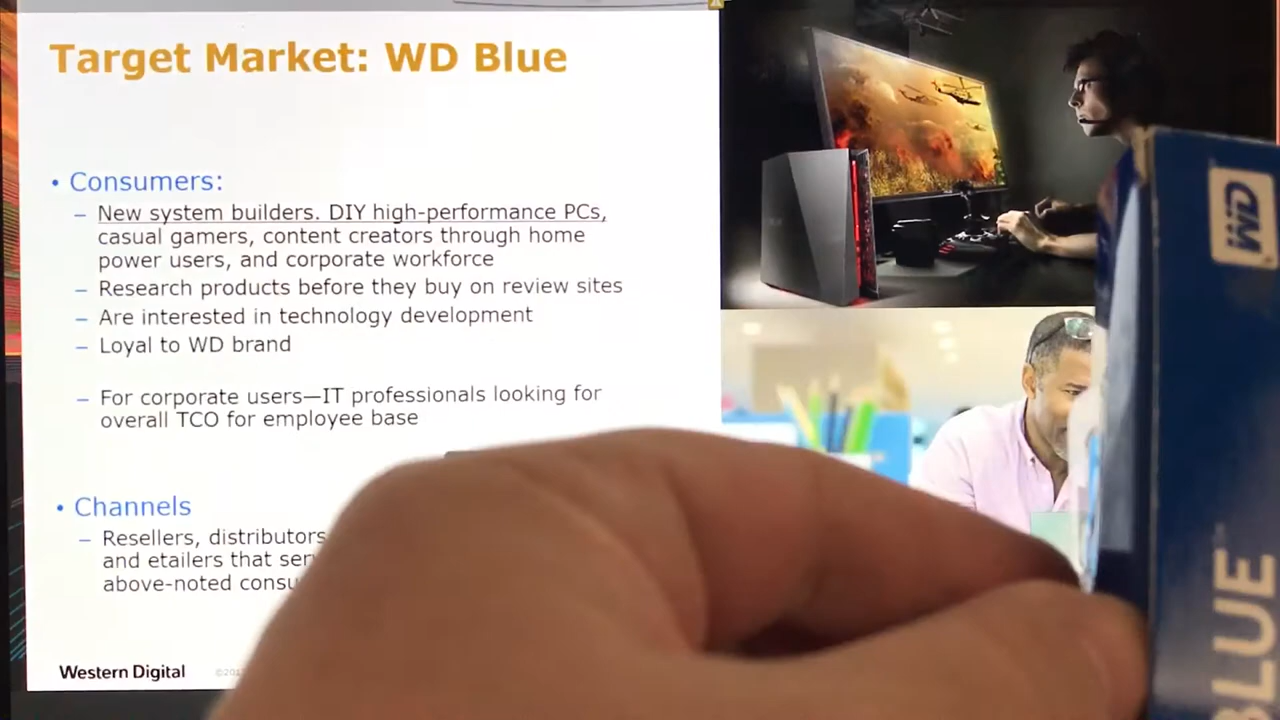 Target Market: WD Blue
• Consumers:
– New system builders. DIY high-performance PCs,
casual gamers, content creators through home
power users, and corporate workforce
– Research products before they buy on review sites
– Are interested in technology development
– Loyal to WD brand
– For corporate users—IT professionals looking for
overall TCO for employee base
• Channels
– Resellers, distributors
and etailers that
above-noted
Western Digital
WD
BLUE